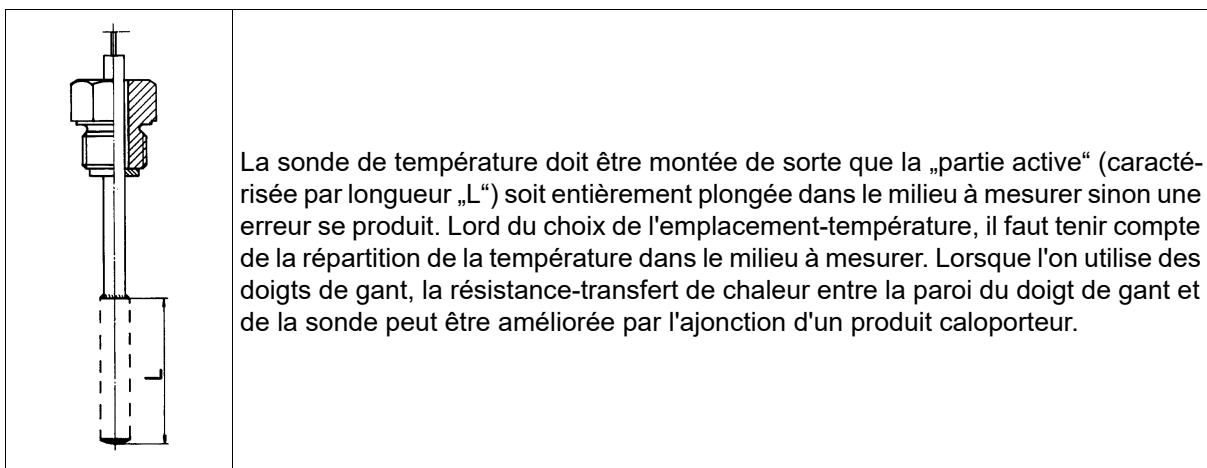 L
La sonde de température doit être montée de sorte que la „partie active“ (caracté-
risée par longueur „L“) soit entièrement plongée dans le milieu à mesurer sinon une
erreur se produit. Lord du choix de l'emplacement-température, il faut tenir compte
de la répartition de la température dans le milieu à mesurer. Lorsque l'on utilise des
doigts de gant, la résistance-transfert de chaleur entre la paroi du doigt de gant et
de la sonde peut être améliorée par l'ajonction d'un produit caloporteur.